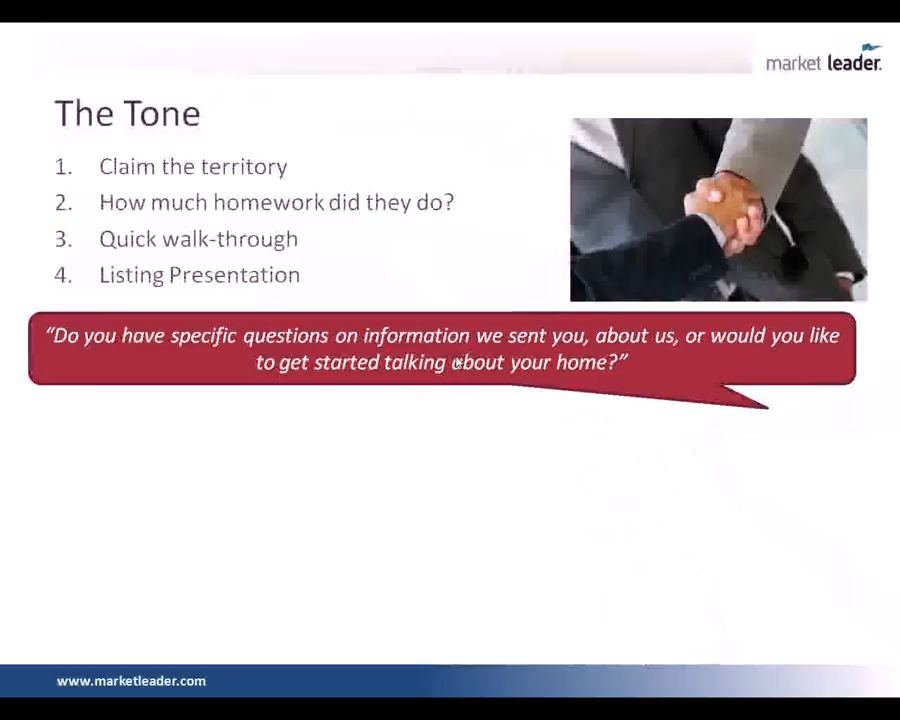 market leader.
The Tone
1. Claim the territory
2. How much homework did they do?
3. Quick walk-through
4. Listing Presentation
“Do you have specific questions on information we sent you, about us, or would you like
to get started talking about your home?”
www.marketleader.com